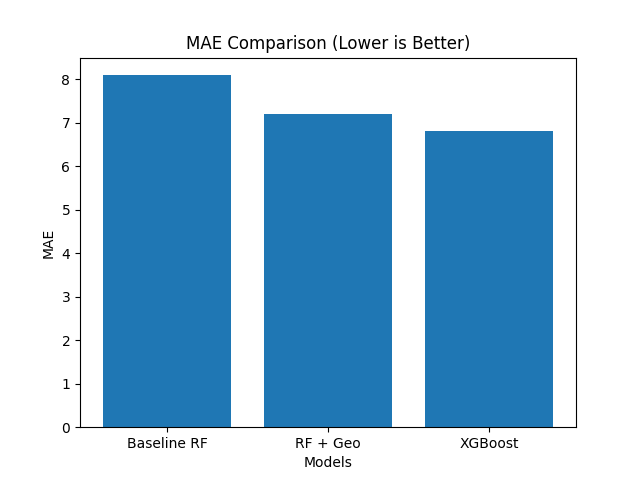 MAE Comparison (Lower is Better)
8
7
6
5
4
3
2
1
0
MAE
Baseline RF
RF + Geo
XGBoost
Models